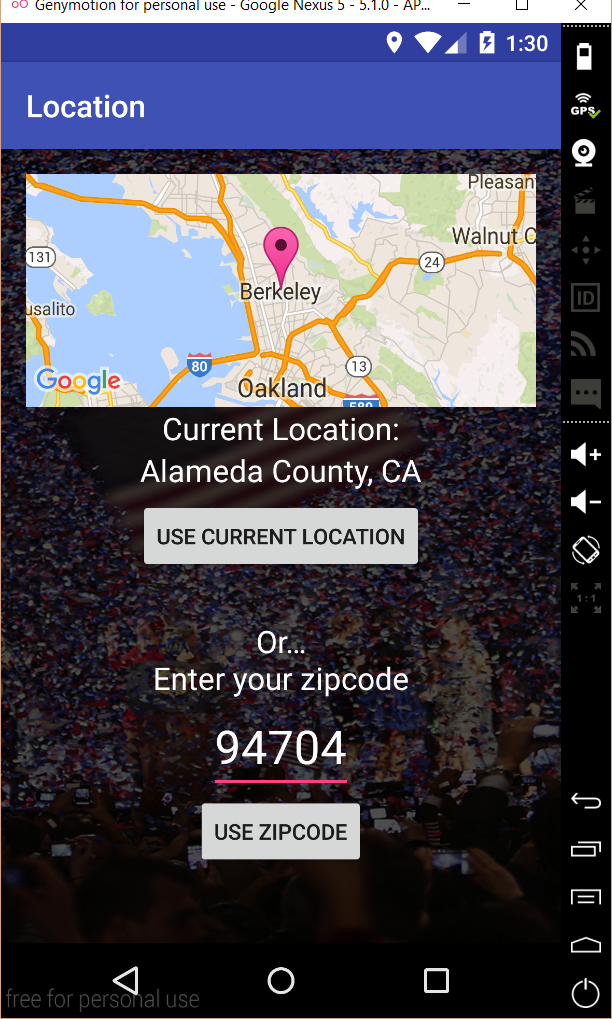 Genymotion for personal use - Google Nexus 5 - 5.1.0 - AP...
1:30
Location
GPS
Pleasan
Walnut C
131
24
Berkeley
usalito
ID
80
13
Google
Oakland
580
Current Location:
Alameda County, CA
USE CURRENT LOCATION
1:1
Or...
Enter your zipcode
94704
USE ZIPCODE
free for personal use